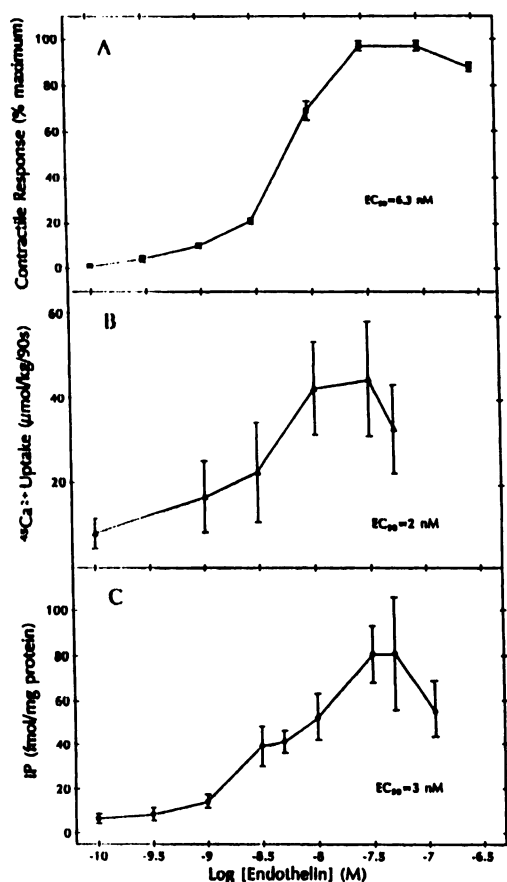 A
Contractile Response (% maximum)
100
80
60
40
20
0
EC₅₀=6.3 nM
B
⁴⁵Ca²⁺ Uptake (μmol/kg/90s)
60
40
20
EC₅₀=2 nM
C
IP (fmol/mg protein)
100
80
60
40
20
0
EC₅₀=3 nM
-10 -9.5 -9 -8.5 -8 -7.5 -7 -6.5
Log [Endothelin] (M)